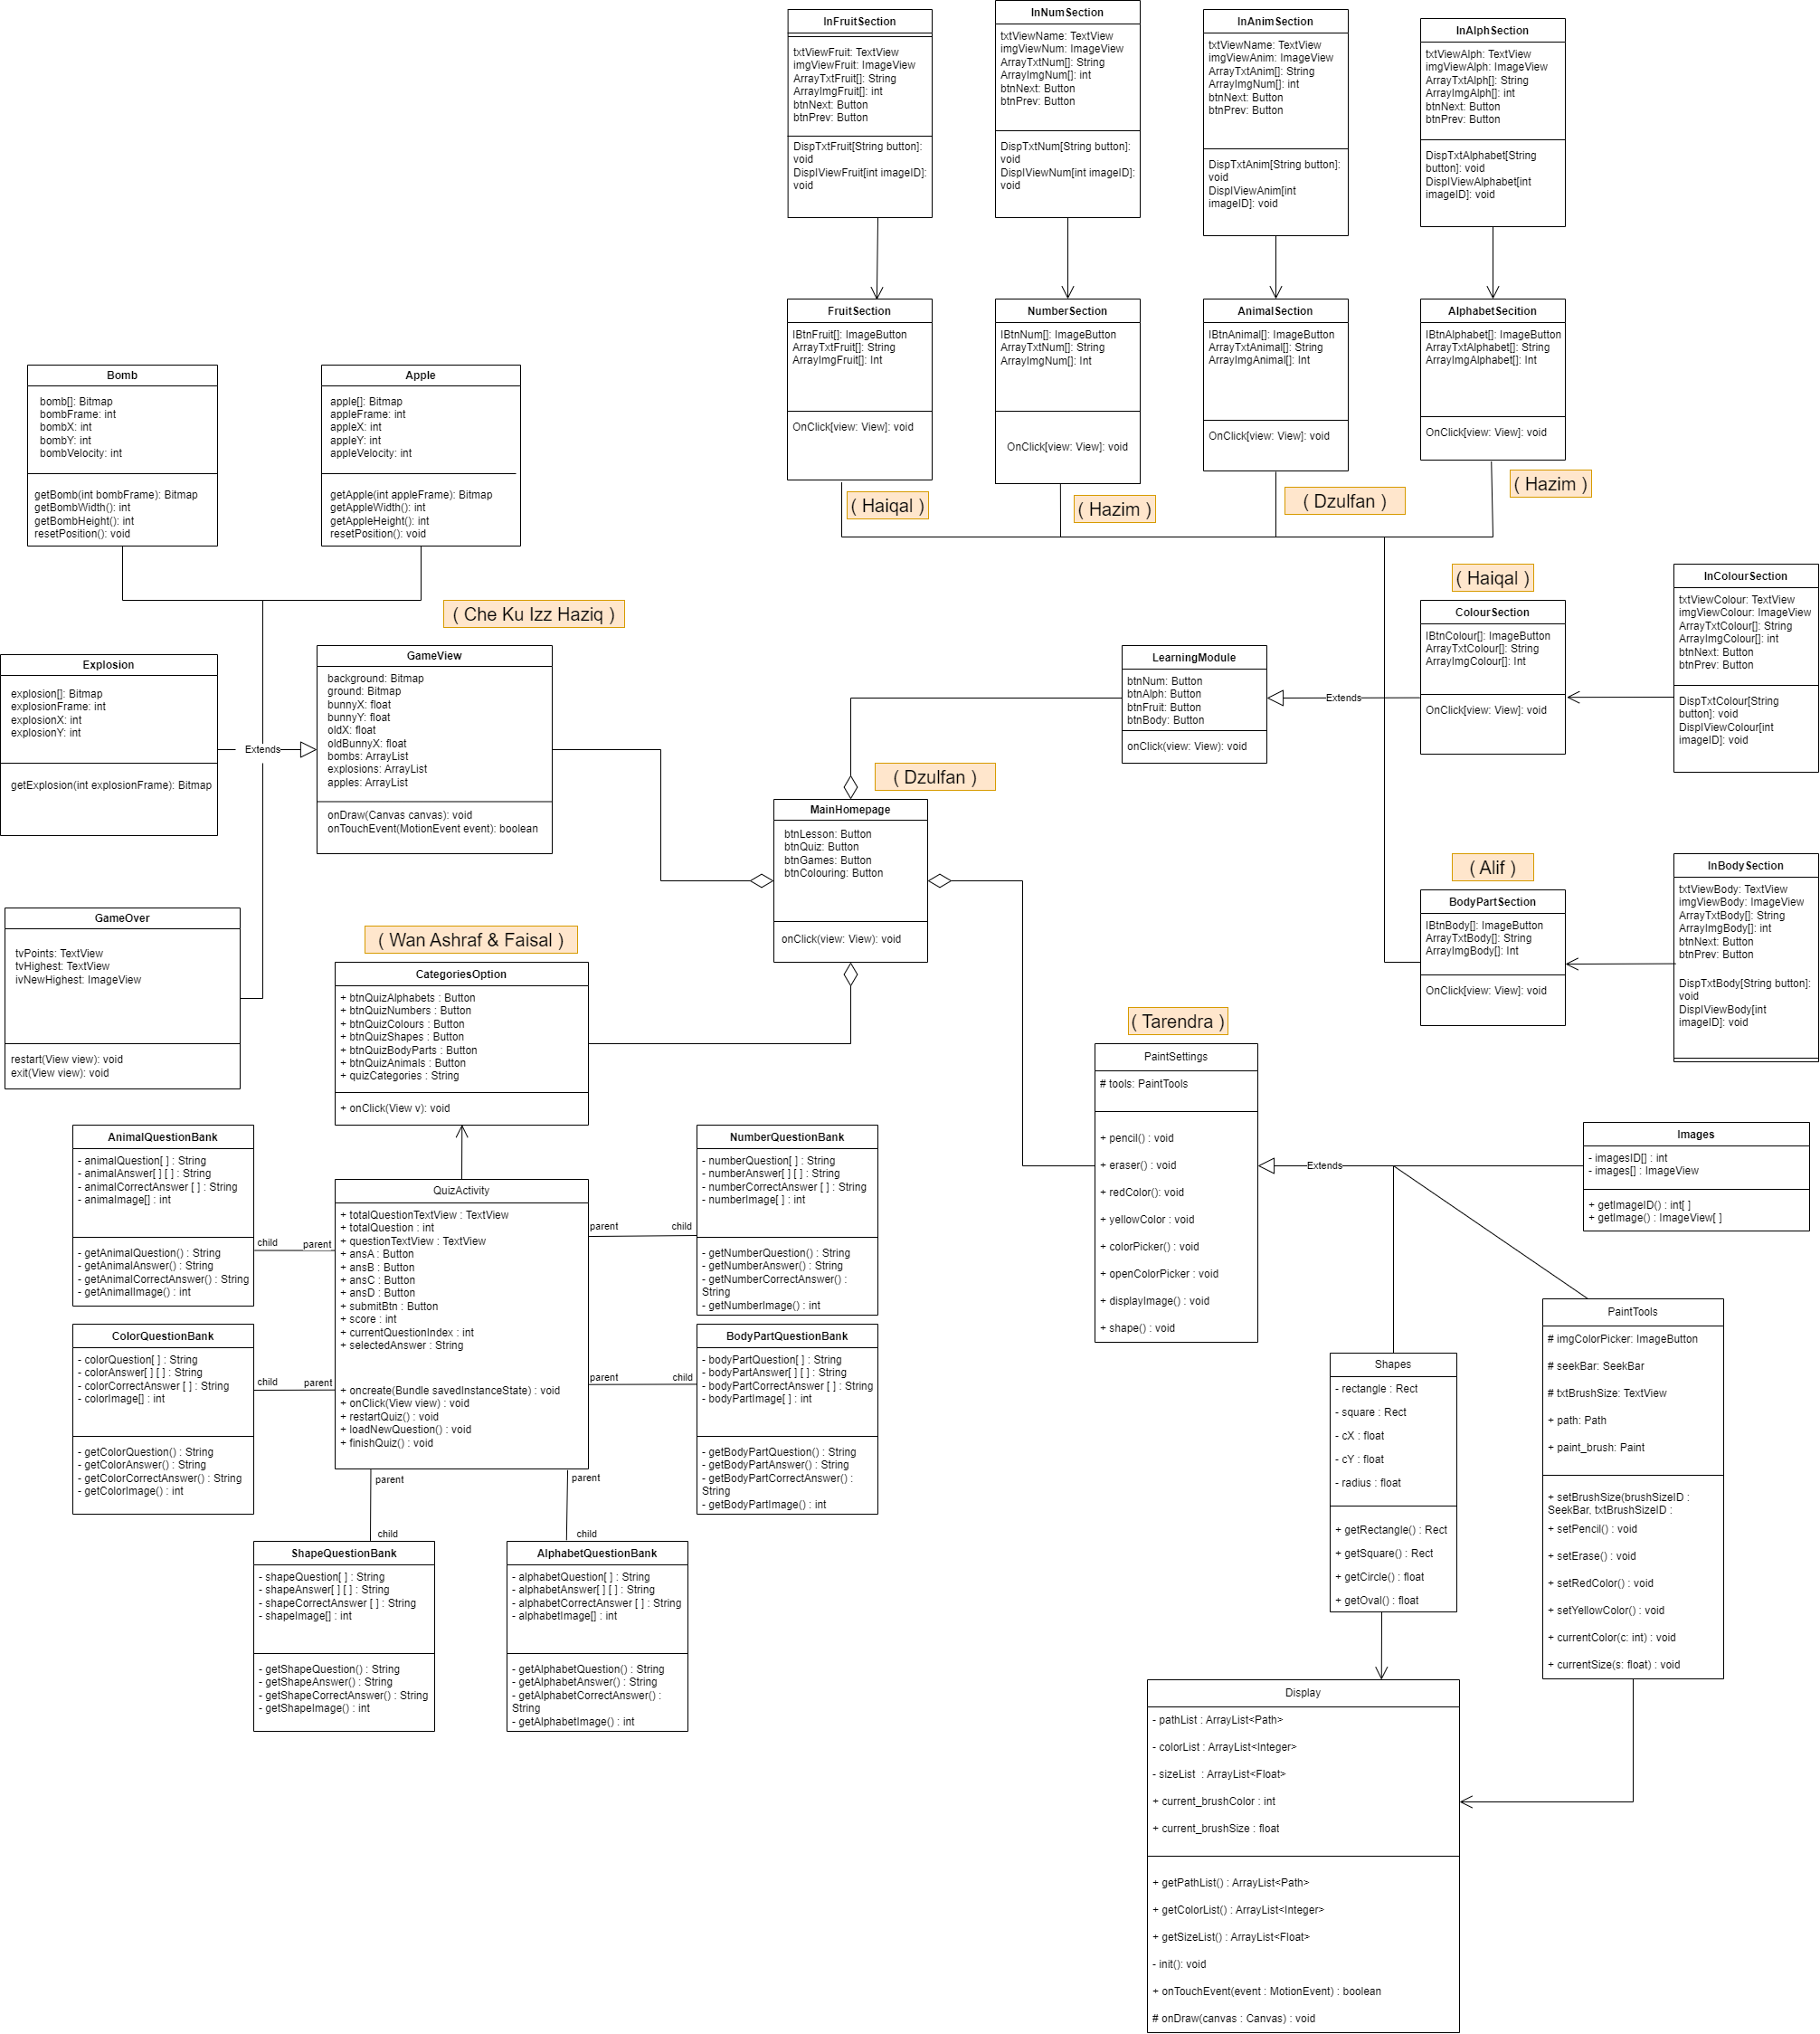 InFruitSection
txtViewFruit: TextView
imgViewFruit: ImageView
ArrayTxtFruit[]: String
ArrayImgFruit[]: int
btnNext: Button
btnPrev: Button
DispTxtFruit[String button]:
void
DisplViewFruit[int imageID]:
void
InNumSection
txtViewName: TextView
imgViewNum: ImageView
ArrayTxtNum[]: String
ArrayImgNum[]: int
btnNext: Button
btnPrev: Button
DispTxtNum[String button]:
void
DisplViewNum[int imageID]:
void
InAnimSection
txtViewName: TextView
imgViewAnim: ImageView
ArrayTxtAnim[]: String
ArrayImgNum[]: int
btnNext: Button
btnPrev: Button
DispTxtAnim[String button]:
void
DisplViewAnim[int
imageID]: void
InAlphSection
txtViewAlph: TextView
imgViewAlph: ImageView
ArrayTxtAlph[]: String
ArrayImgAlph[]: int
btnNext: Button
btnPrev: Button
DispTxtAlphabet[String
button]: void
DisplViewAlphabet[int
imageID]: void
FruitSection
IBtnFruit[]: ImageButton
ArrayTxtFruit[]: String
ArrayImgFruit[]: Int
OnClick[view: View]: void
( Haiqal )
NumberSection
IBtnNum[]: ImageButton
ArrayTxtNum[]: String
ArrayImgNum[]: Int
OnClick[view: View]: void
( Hazim )
AnimalSection
IBtnAnimal[]: ImageButton
ArrayTxtAnimal[]: String
ArrayImgAnimal[]: Int
OnClick[view: View]: void
( Dzulfan )
AlphabetSecition
IBtnAlphabet[]: ImageButton
ArrayTxtAlphabet[]: String
ArrayImgAlphabet[]: Int
OnClick[view: View]: void
( Hazim )
Bomb
bomb[]: Bitmap
bombFrame: int
bombX: int
bombY: int
bombVelocity: int
getBomb(int bombFrame): Bitmap
getBombWidth(): int
getBombHeight(): int
resetPosition(): void
Apple
apple[]: Bitmap
appleFrame: int
appleX: int
appleY: int
appleVelocity: int
getApple(int appleFrame): Bitmap
getAppleWidth(): int
getAppleHeight(): int
resetPosition(): void
( Che Ku Izz Haziq )
Explosion
explosion[]: Bitmap
explosionFrame: int
explosionX: int
explosionY: int
getExplosion(int explosionFrame): Bitmap
Extends
GameView
background: Bitmap
ground: Bitmap
bunnyX: float
bunnyY: float
oldX: float
oldBunnyX: float
bombs: ArrayList
explosions: ArrayList
apples: ArrayList
onDraw(Canvas canvas): void
onTouchEvent(MotionEvent event): boolean
LearningModule
btnNum: Button
btnAlph: Button
btnFruit: Button
btnBody: Button
onClick(view: View): void
Extends
( Haiqal )
ColourSection
IBtnColour[]: ImageButton
ArrayTxtColour[]: String
ArrayImgColour[]: Int
OnClick[view: View]: void
InColourSection
txtViewColour: TextView
imgViewColour: ImageView
ArrayTxtColour[]: String
ArrayImgColour[]: int
btnNext: Button
btnPrev: Button
DispTxtColour[String
button]: void
DisplViewColour[int
imageID]: void
( Dzulfan )
MainHomepage
btnLesson: Button
btnQuiz: Button
btnGames: Button
btnColouring: Button
onClick(view: View): void
( Alif )
BodyPartSection
IBtnBody[]: ImageButton
ArrayTxtBody[]: String
ArrayImgBody[]: Int
OnClick[view: View]: void
InBodySection
txtViewBody: TextView
imgViewBody: ImageView
ArrayTxtBody[]: String
ArrayImgBody[]: int
btnNext: Button
btnPrev: Button
DispTxtBody[String button]:
void
DisplViewBody[int
imageID]: void
GameOver
tvPoints: TextView
tvHighest: TextView
ivNewHighest: ImageView
restart(View view): void
exit(View view): void
( Wan Ashraf & Faisal )
CategoriesOption
+ btnQuizAlphabets : Button
+ btnQuizNumbers : Button
+ btnQuizColours : Button
+ btnQuizShapes : Button
+ btnQuizBodyParts : Button
+ btnQuizAnimals : Button
+ quizCategories : String
+ onClick(View v): void
( Tarendra )
PaintSettings
# tools: PaintTools
+ pencil() : void
+ eraser() : void
+ redColor(): void
+ yellowColor : void
+ colorPicker() : void
+ openColorPicker : void
+ displayImage() : void
+ shape() : void
Extends
Images
- imagesID[] : int
- images[] : ImageView
+ getImageID() : int[ ]
+ getImage() : ImageView[ ]
AnimalQuestionBank
- animalQuestion[ ] : String
- animalAnswer[ ] [ ] : String
- animalCorrectAnswer [ ] : String
- animalImage[] : int
- getAnimalQuestion() : String
- getAnimalAnswer() : String
- getAnimalCorrectAnswer() : String
- getAnimalImage() : int
child
parent
QuizActivity
+ totalQuestionTextView : TextView
+ totalQuestion : int
+ questionTextView : TextView
+ ansA : Button
+ ansB : Button
+ ansC : Button
+ ansD : Button
+ submitBtn : Button
+ score : int
+ currentQuestionIndex : int
+ selectedAnswer : String
+ oncreate(Bundle savedInstanceState) : void
+ onClick(View view) : void
+ restartQuiz() : void
+ loadNewQuestion() : void
+ finishQuiz() : void
parent
child
NumberQuestionBank
- numberQuestion[ ] : String
- numberAnswer[ ] [ ] : String
- numberCorrectAnswer [ ] : String
- numberImage[ ] : int
- getNumberQuestion() : String
- getNumberAnswer() : String
- getNumberCorrectAnswer() :
String
- getNumberImage() : int
ColorQuestionBank
- colorQuestion[ ] : String
- colorAnswer[ ] [ ] : String
- colorCorrectAnswer [ ] : String
- colorImage[] : int
- getColorQuestion() : String
- getColorAnswer() : String
- getColorCorrectAnswer() : String
- getColorImage() : int
child
parent
parent
child
BodyPartQuestionBank
- bodyPartQuestion[ ] : String
- bodyPartAnswer[ ] [ ] : String
- bodyPartCorrectAnswer [ ] : String
- bodyPartImage[ ] : int
- getBodyPartQuestion() : String
- getBodyPartAnswer() : String
- getBodyPartCorrectAnswer() :
String
- getBodyPartImage() : int
parent
child
parent
child
ShapeQuestionBank
- shapeQuestion[ ] : String
- shapeAnswer[ ] [ ] : String
- shapeCorrectAnswer [ ] : String
- shapeImage[] : int
- getShapeQuestion() : String
- getShapeAnswer() : String
- getShapeCorrectAnswer() : String
- getShapeImage() : int
AlphabetQuestionBank
- alphabetQuestion[ ] : String
- alphabetAnswer[ ] [ ] : String
- alphabetCorrectAnswer [ ] : String
- alphabetImage[] : int
- getAlphabetQuestion() : String
- getAlphabetAnswer() : String
- getAlphabetCorrectAnswer() :
String
- getAlphabetImage() : int
Shapes
- rectangle : Rect
- square : Rect
- cX : float
- cY : float
- radius : float
+ getRectangle() : Rect
+ getSquare() : Rect
+ getCircle() : float
+ getOval() : float
PaintTools
# imgColorPicker: ImageButton
# seekBar: SeekBar
# txtBrushSize: TextView
+ path: Path
+ paint_brush: Paint
+ setBrushSize(brushSizeID :
SeekBar, txtBrushSizeID :
+ setPencil() : void
+ setErase() : void
+ setRedColor() : void
+ setYellowColor() : void
+ currentColor(c: int) : void
+ currentSize(s: float) : void
Display
- pathList : ArrayList<Path>
- colorList : ArrayList<Integer>
- sizeList : ArrayList<Float>
+ current_brushColor : int
+ current_brushSize : float
+ getPathList() : ArrayList<Path>
+ getColorList() : ArrayList<Integer>
+ getSizeList() : ArrayList<Float>
- init(): void
+ onTouchEvent(event : MotionEvent) : boolean
# onDraw(canvas : Canvas) : void